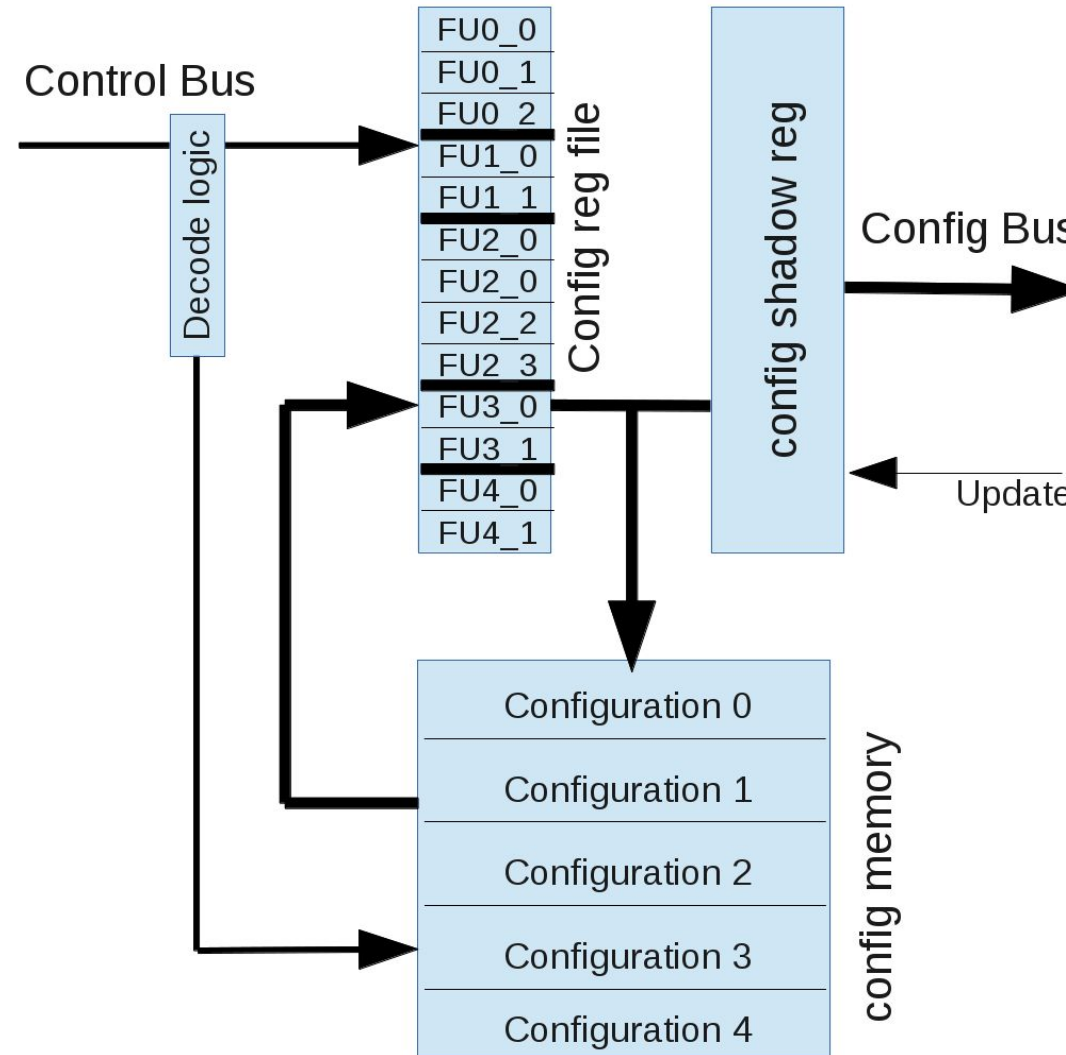 Control Bus
Decode logic
FU0_0
FU0_1
FU0_2
FU1_0
FU1_1
FU2_0
FU2_0
FU2_2
FU2_3
FU3_0
FU3_1
FU4_0
FU4_1
Config reg file
config shadow reg
Config Bus
Update
Configuration 0
Configuration 1
Configuration 2
Configuration 3
Configuration 4
config memory